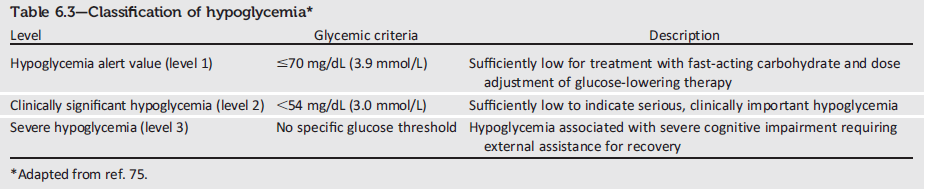 Table 6.3—Classification of hypoglycemia*
Level Glycemic criteria Description
Hypoglycemia alert value (level 1) ≤70 mg/dL (3.9 mmol/L) Sufficiently low for treatment with fast-acting carbohydrate and dose
adjustment of glucose-lowering therapy
Clinically significant hypoglycemia (level 2) <54 mg/dL (3.0 mmol/L) Sufficiently low to indicate serious, clinically important hypoglycemia
Severe hypoglycemia (level 3) No specific glucose threshold Hypoglycemia associated with severe cognitive impairment requiring
external assistance for recovery
*Adapted from ref. 75.